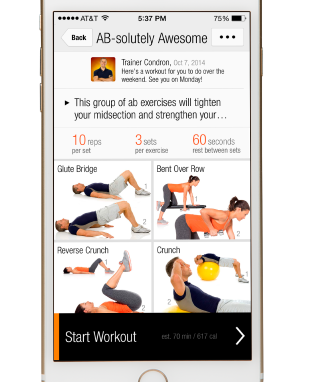 ●●●●● AT&T 5:37 PM 75%
Back AB-solutely Awesome •••
Trainer Condron, Oct 7, 2014
Here's a workout for you to do over the
weekend. See you on Monday!
▸ This group of ab exercises will tighten
your midsection and strengthen your…
10 reps 3 sets 60 seconds
per set per exercise rest between sets
Glute Bridge Bent Over Row
1 1
2 2
Reverse Crunch Crunch
1 1
2 2
Start Workout est. 70 min / 617 cal